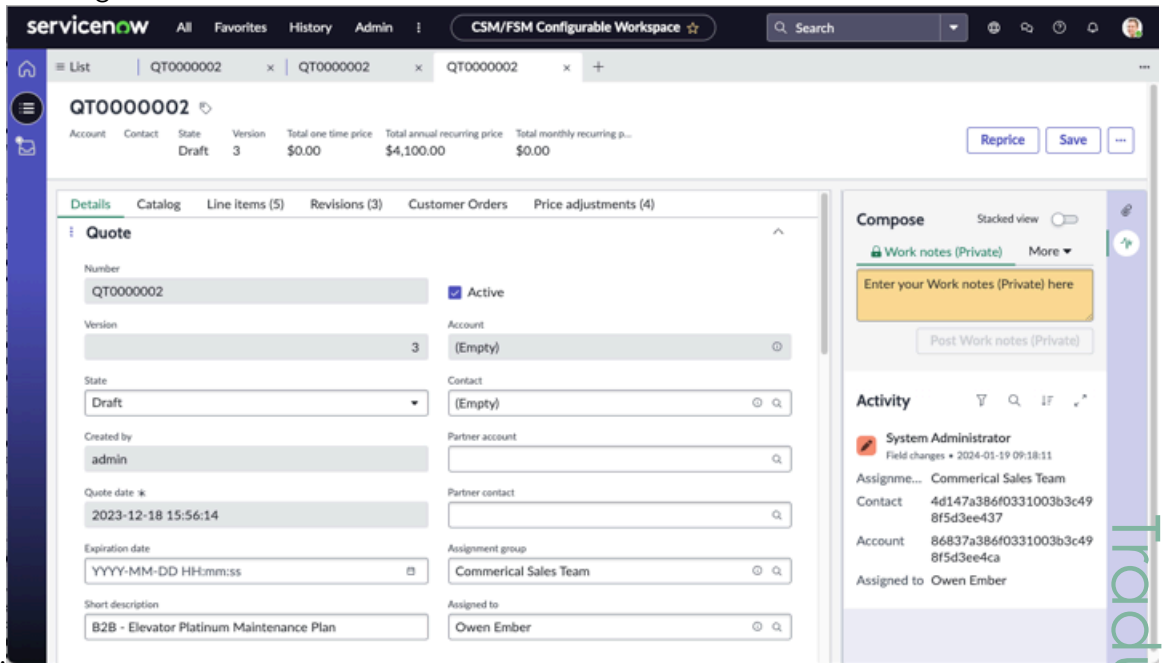 servicenow All Favorites History Admin CSM/FSM Configurable Workspace Search
List QT0000002 QT0000002 QT0000002
QT0000002
Account Contact State Version Total one time price Total annual recurring price Total monthly recurring p...
Draft 3 $0.00 $4,100.00 $0.00
Reprice Save
Details Catalog Line items (5) Revisions (3) Customer Orders Price adjustments (4)
Quote
Number
QT0000002
Active
Version
3
Account
(Empty)
State
Draft
Contact
(Empty)
Created by
admin
Partner account
Quote date *
2023-12-18 15:56:14
Partner contact
Expiration date
YYYY-MM-DD HH:mm:ss
Assignment group
Commerical Sales Team
Short description
B2B - Elevator Platinum Maintenance Plan
Assigned to
Owen Ember
Compose Stacked view
Work notes (Private) More
Enter your Work notes (Private) here
Post Work notes (Private)
Activity
System Administrator
Field changes • 2024-01-19 09:18:11
Assignme... Commerical Sales Team
Contact 4d147a386f0331003b3c49
8f5d3ee437
Account 86837a386f0331003b3c49
8f5d3ee4ca
Assigned to Owen Ember